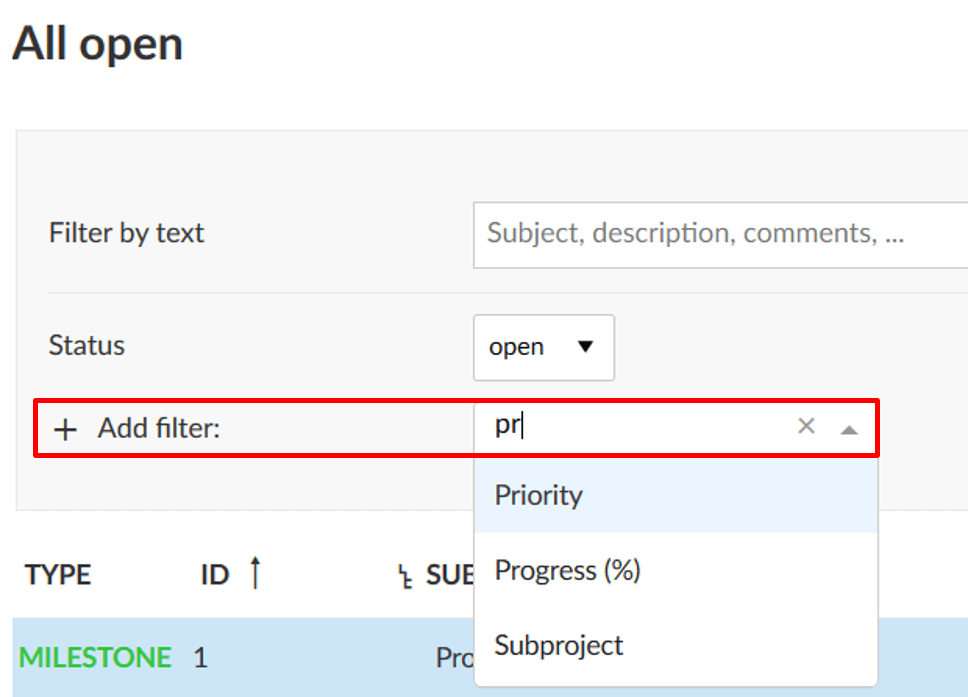 All open
Filter by text
Subject, description, comments, ...
Status
open
+ Add filter:
pr
Priority
Progress (%)
Subproject
TYPE ID SUB
MILESTONE 1 Pro